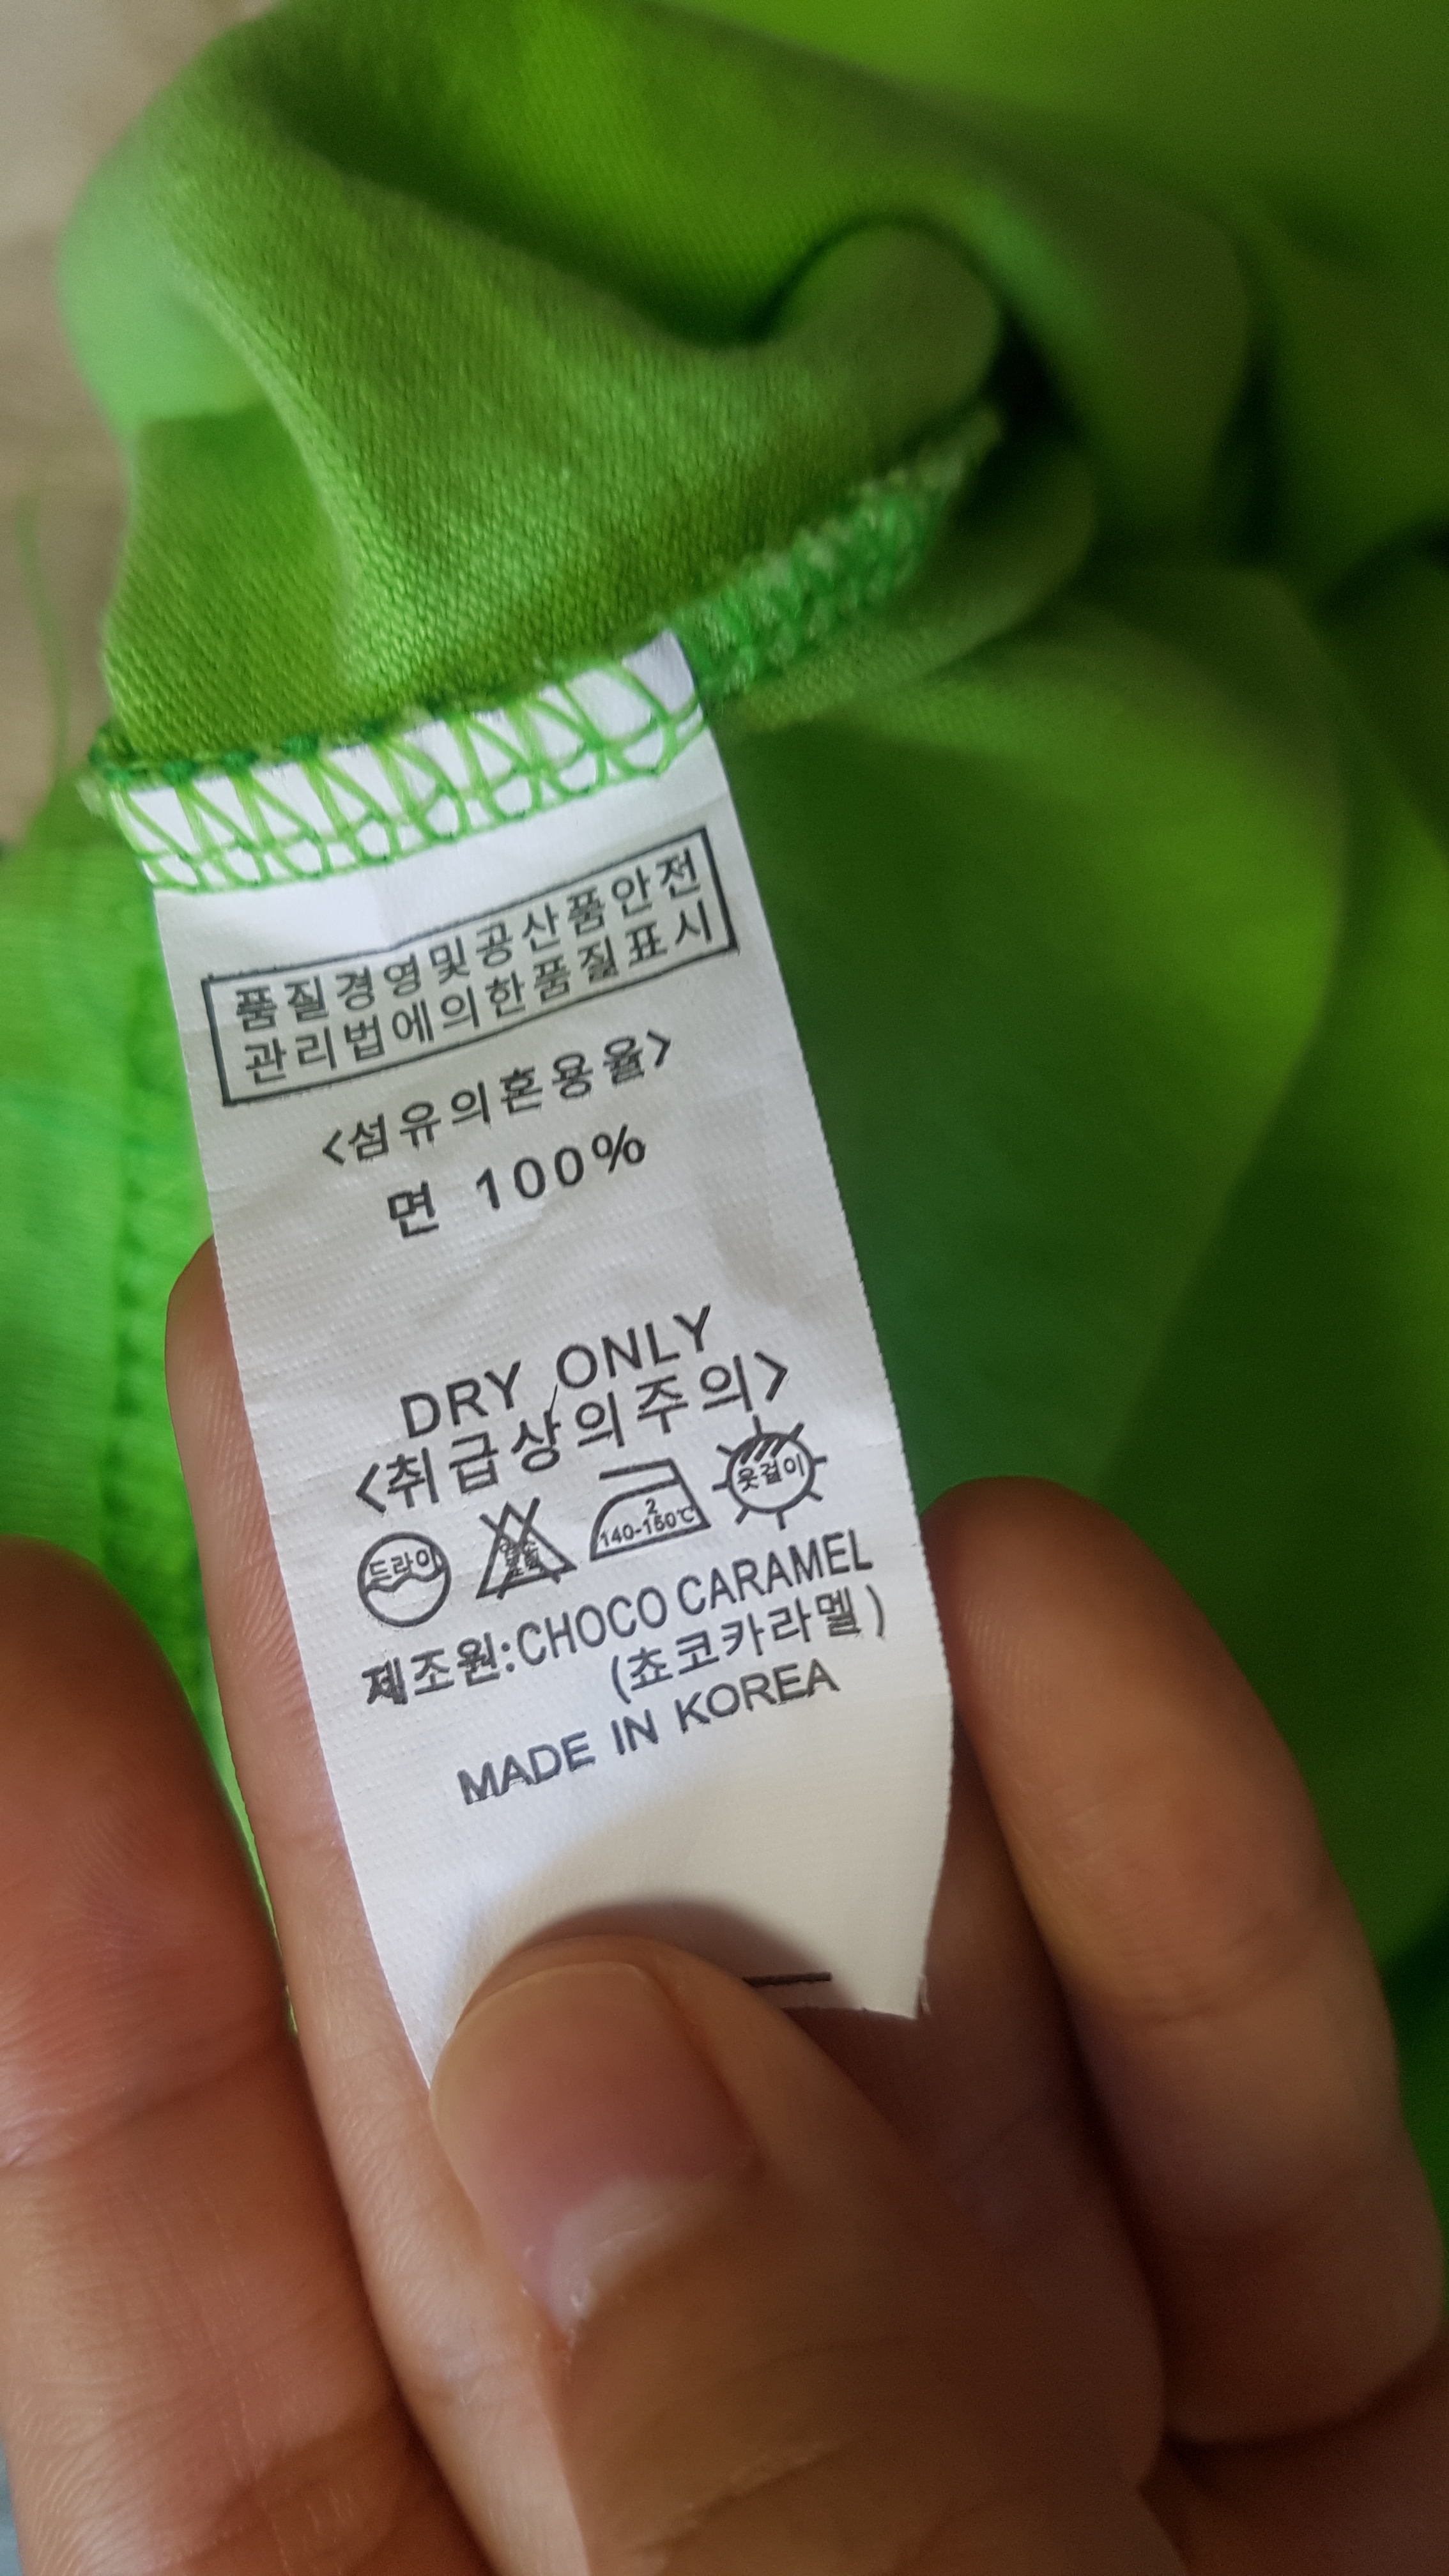 품질경영및공산품안전
관리법에의한품질표시
<섬유의혼용율>
면 100%
DRY ONLY
<취급상의주의>
드라이
2
140-160℃
옷걸이
제조원:CHOCO CARAMEL
(쵸코카라멜)
MADE IN KOREA